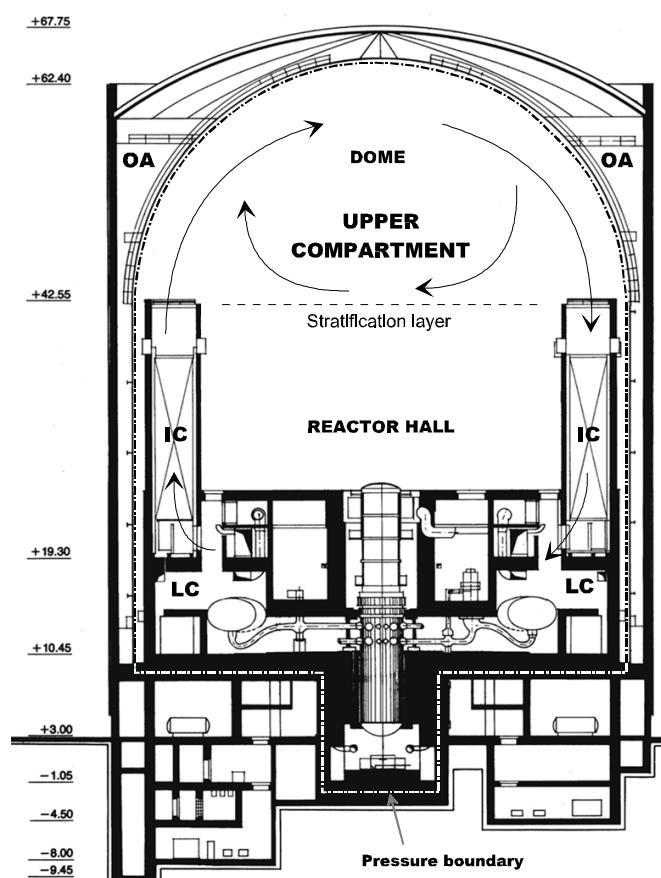 +67.75
+62.40
OA
OA
DOME
UPPER
COMPARTMENT
+42.55
Stratification layer
IC
REACTOR HALL
IC
+19.30
LC
LC
+10.45
+3.00
−1.05
−4.50
−8.00
−9.45
Pressure boundary